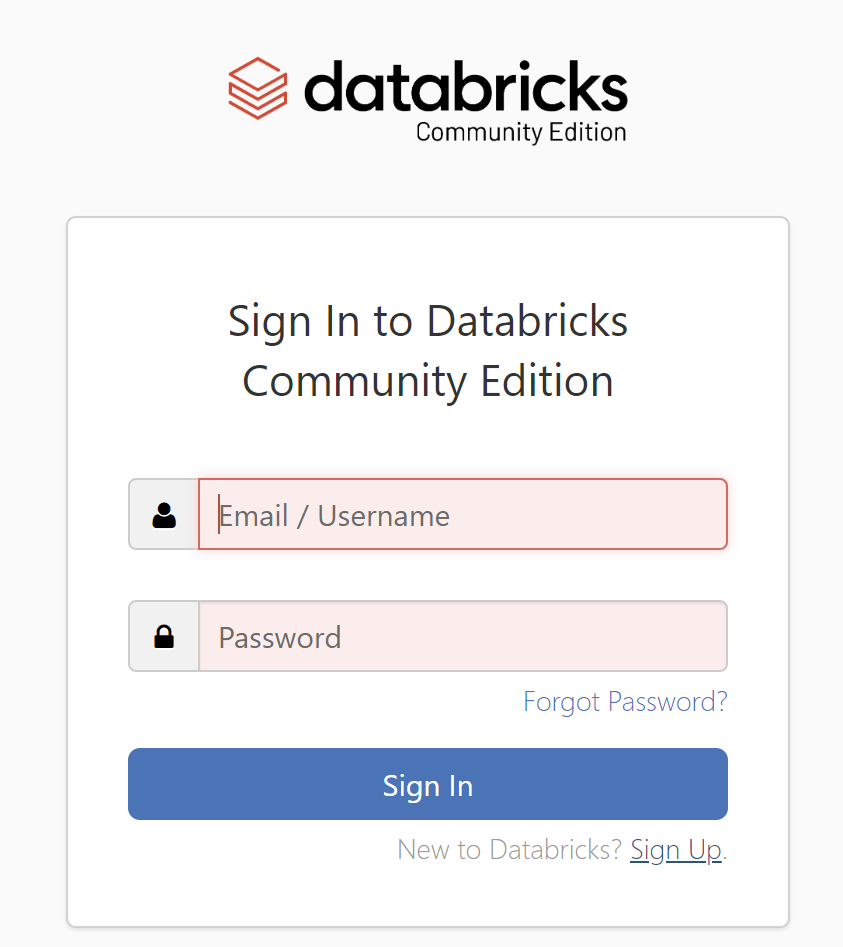 databricks
Community Edition
Sign In to Databricks
Community Edition
Email / Username
Password
Forgot Password?
Sign In
New to Databricks? Sign Up.